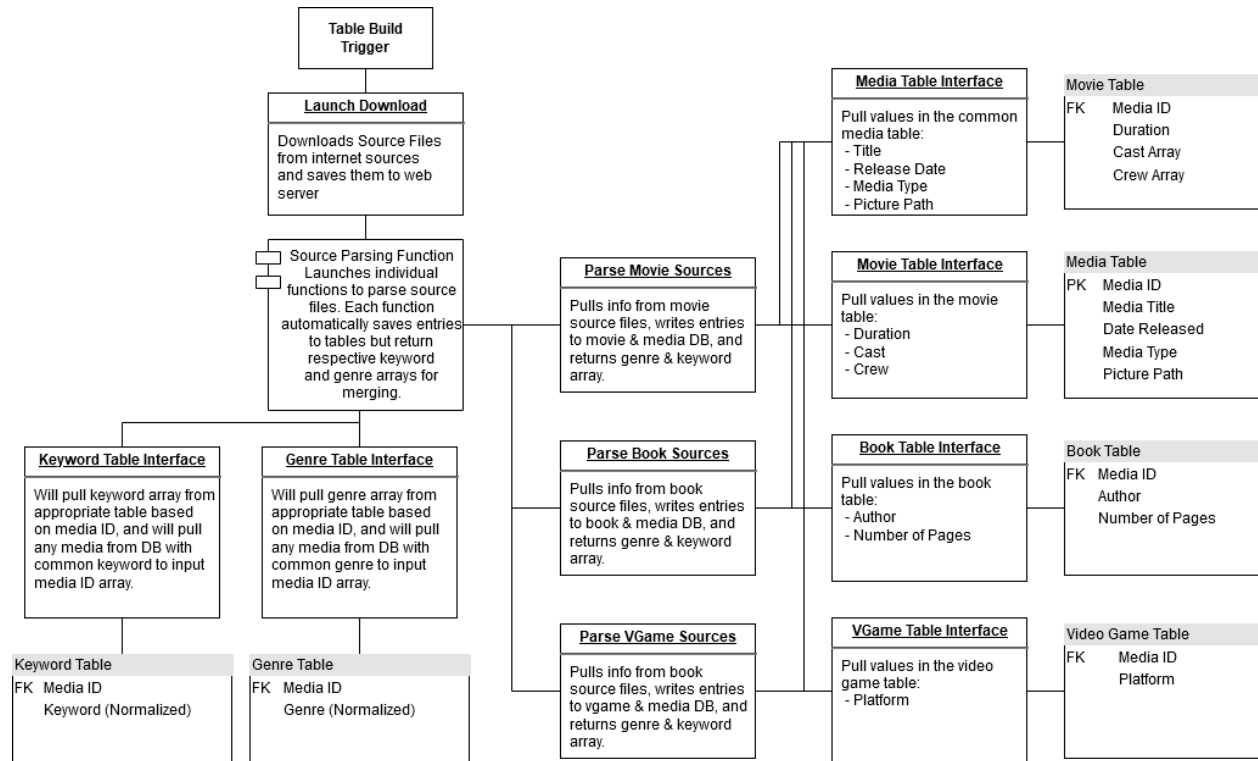 Table Build
Trigger
Launch Download
Downloads Source Files
from internet sources
and saves them to web
server
Source Parsing Function
Launches individual
functions to parse source
files. Each function
automatically saves entries
to tables but return
respective keyword
and genre arrays for
merging.
Keyword Table Interface
Will pull keyword array from
appropriate table based
on media ID, and will pull
any media from DB with
common keyword to input
media ID array.
Genre Table Interface
Will pull genre array from
appropriate table based
on media ID, and will pull
any media from DB with
common genre to input
media ID array.
Keyword Table
FK Media ID
Keyword (Normalized)
Genre Table
FK Media ID
Genre (Normalized)
Parse Movie Sources
Pulls info from movie
source files, writes entries
to movie & media DB, and
returns genre & keyword
array.
Parse Book Sources
Pulls info from book
source files, writes entries
to book & media DB, and
returns genre & keyword
array.
Parse VGame Sources
Pulls info from book
source files, writes entries
to vgame & media DB, and
returns genre & keyword
array.
Media Table Interface
Pull values in the common
media table:
- Title
- Release Date
- Media Type
- Picture Path
Movie Table Interface
Pull values in the movie
table:
- Duration
- Cast
- Crew
Book Table Interface
Pull values in the book
table:
- Author
- Number of Pages
VGame Table Interface
Pull values in the video
game table:
- Platform
Movie Table
FK Media ID
Duration
Cast Array
Crew Array
Media Table
PK Media ID
Media Title
Date Released
Media Type
Picture Path
Book Table
FK Media ID
Author
Number of Pages
Video Game Table
FK Media ID
Platform